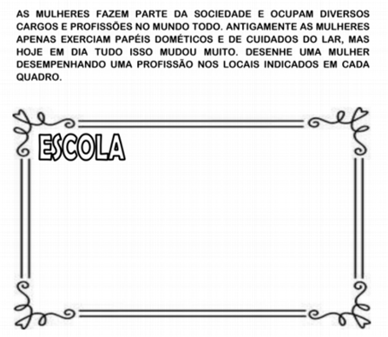 AS MULHERES FAZEM PARTE DA SOCIEDADE E OCUPAM DIVERSOS
CARGOS E PROFISSÕES NO MUNDO TODO. ANTIGAMENTE AS MULHERES
APENAS EXERCIAM PAPÉIS DOMÉTICOS E DE CUIDADOS DO LAR, MAS
HOJE EM DIA TUDO ISSO MUDOU MUITO. DESENHE UMA MULHER
DESEMPENHANDO UMA PROFISSÃO NOS LOCAIS INDICADOS EM CADA
QUADRO.
ESCOLA